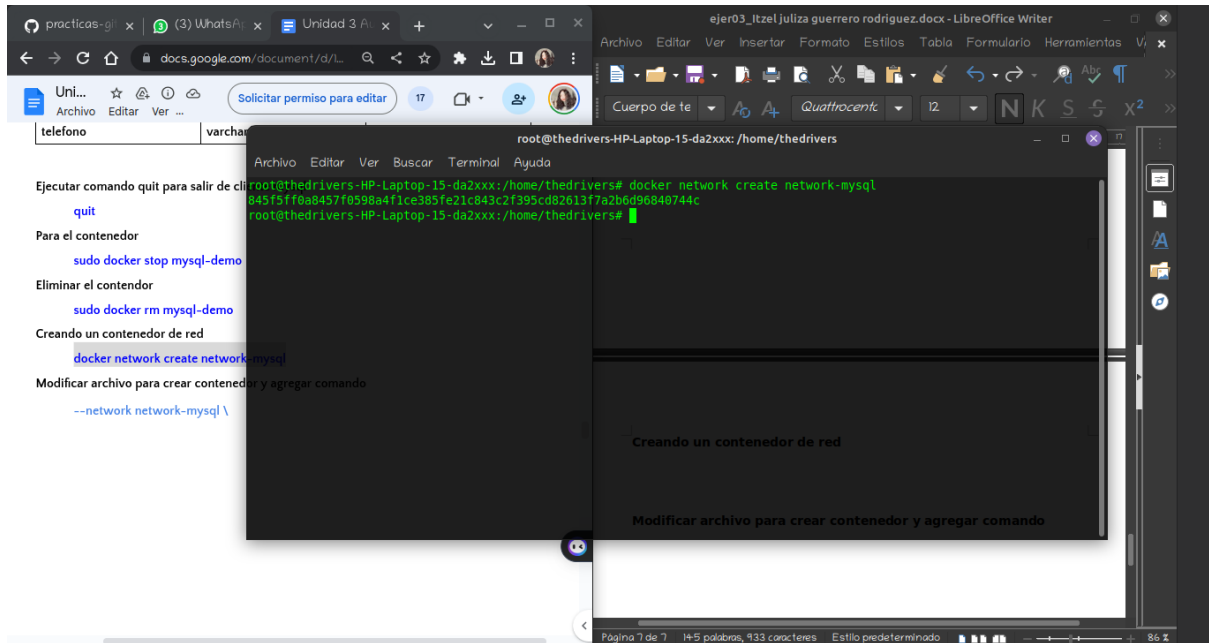 practicas-gi
(3) WhatsAp
Unidad 3 A
docs.google.com/document/d/1...
Uni...
Archivo Editar Ver ...
Solicitar permiso para editar
17
telefono varchar
Ejecutar comando quit para salir de cli
quit
Para el contenedor
sudo docker stop mysql-demo
Eliminar el contendor
sudo docker rm mysql-demo
Creando un contenedor de red
docker network create network-mysql
Modificar archivo para crear contenedor y agregar comando
--network network-mysql \
root@thedrivers-HP-Laptop-15-da2xxx: /home/thedrivers
Archivo Editar Ver Buscar Terminal Ayuda
root@thedrivers-HP-Laptop-15-da2xxx:/home/thedrivers# docker network create network-mysql
845f5ff0a8457f0598a4f1ce385fe21c843c2f395cd82613f7a2b6d96840744c
root@thedrivers-HP-Laptop-15-da2xxx:/home/thedrivers#
ejer03_Itzel juliza guerrero rodriguez.docx - LibreOffice Writer
Archivo Editar Ver Insertar Formato Estilos Tabla Formulario Herramientas
Cuerpo de te
Quattrocentc
12
N K S S X²
Creando un contenedor de red
Modificar archivo para crear contenedor y agregar comando
Página 7 de 7 145 palabras, 933 caracteres Estilo predeterminado 86 %